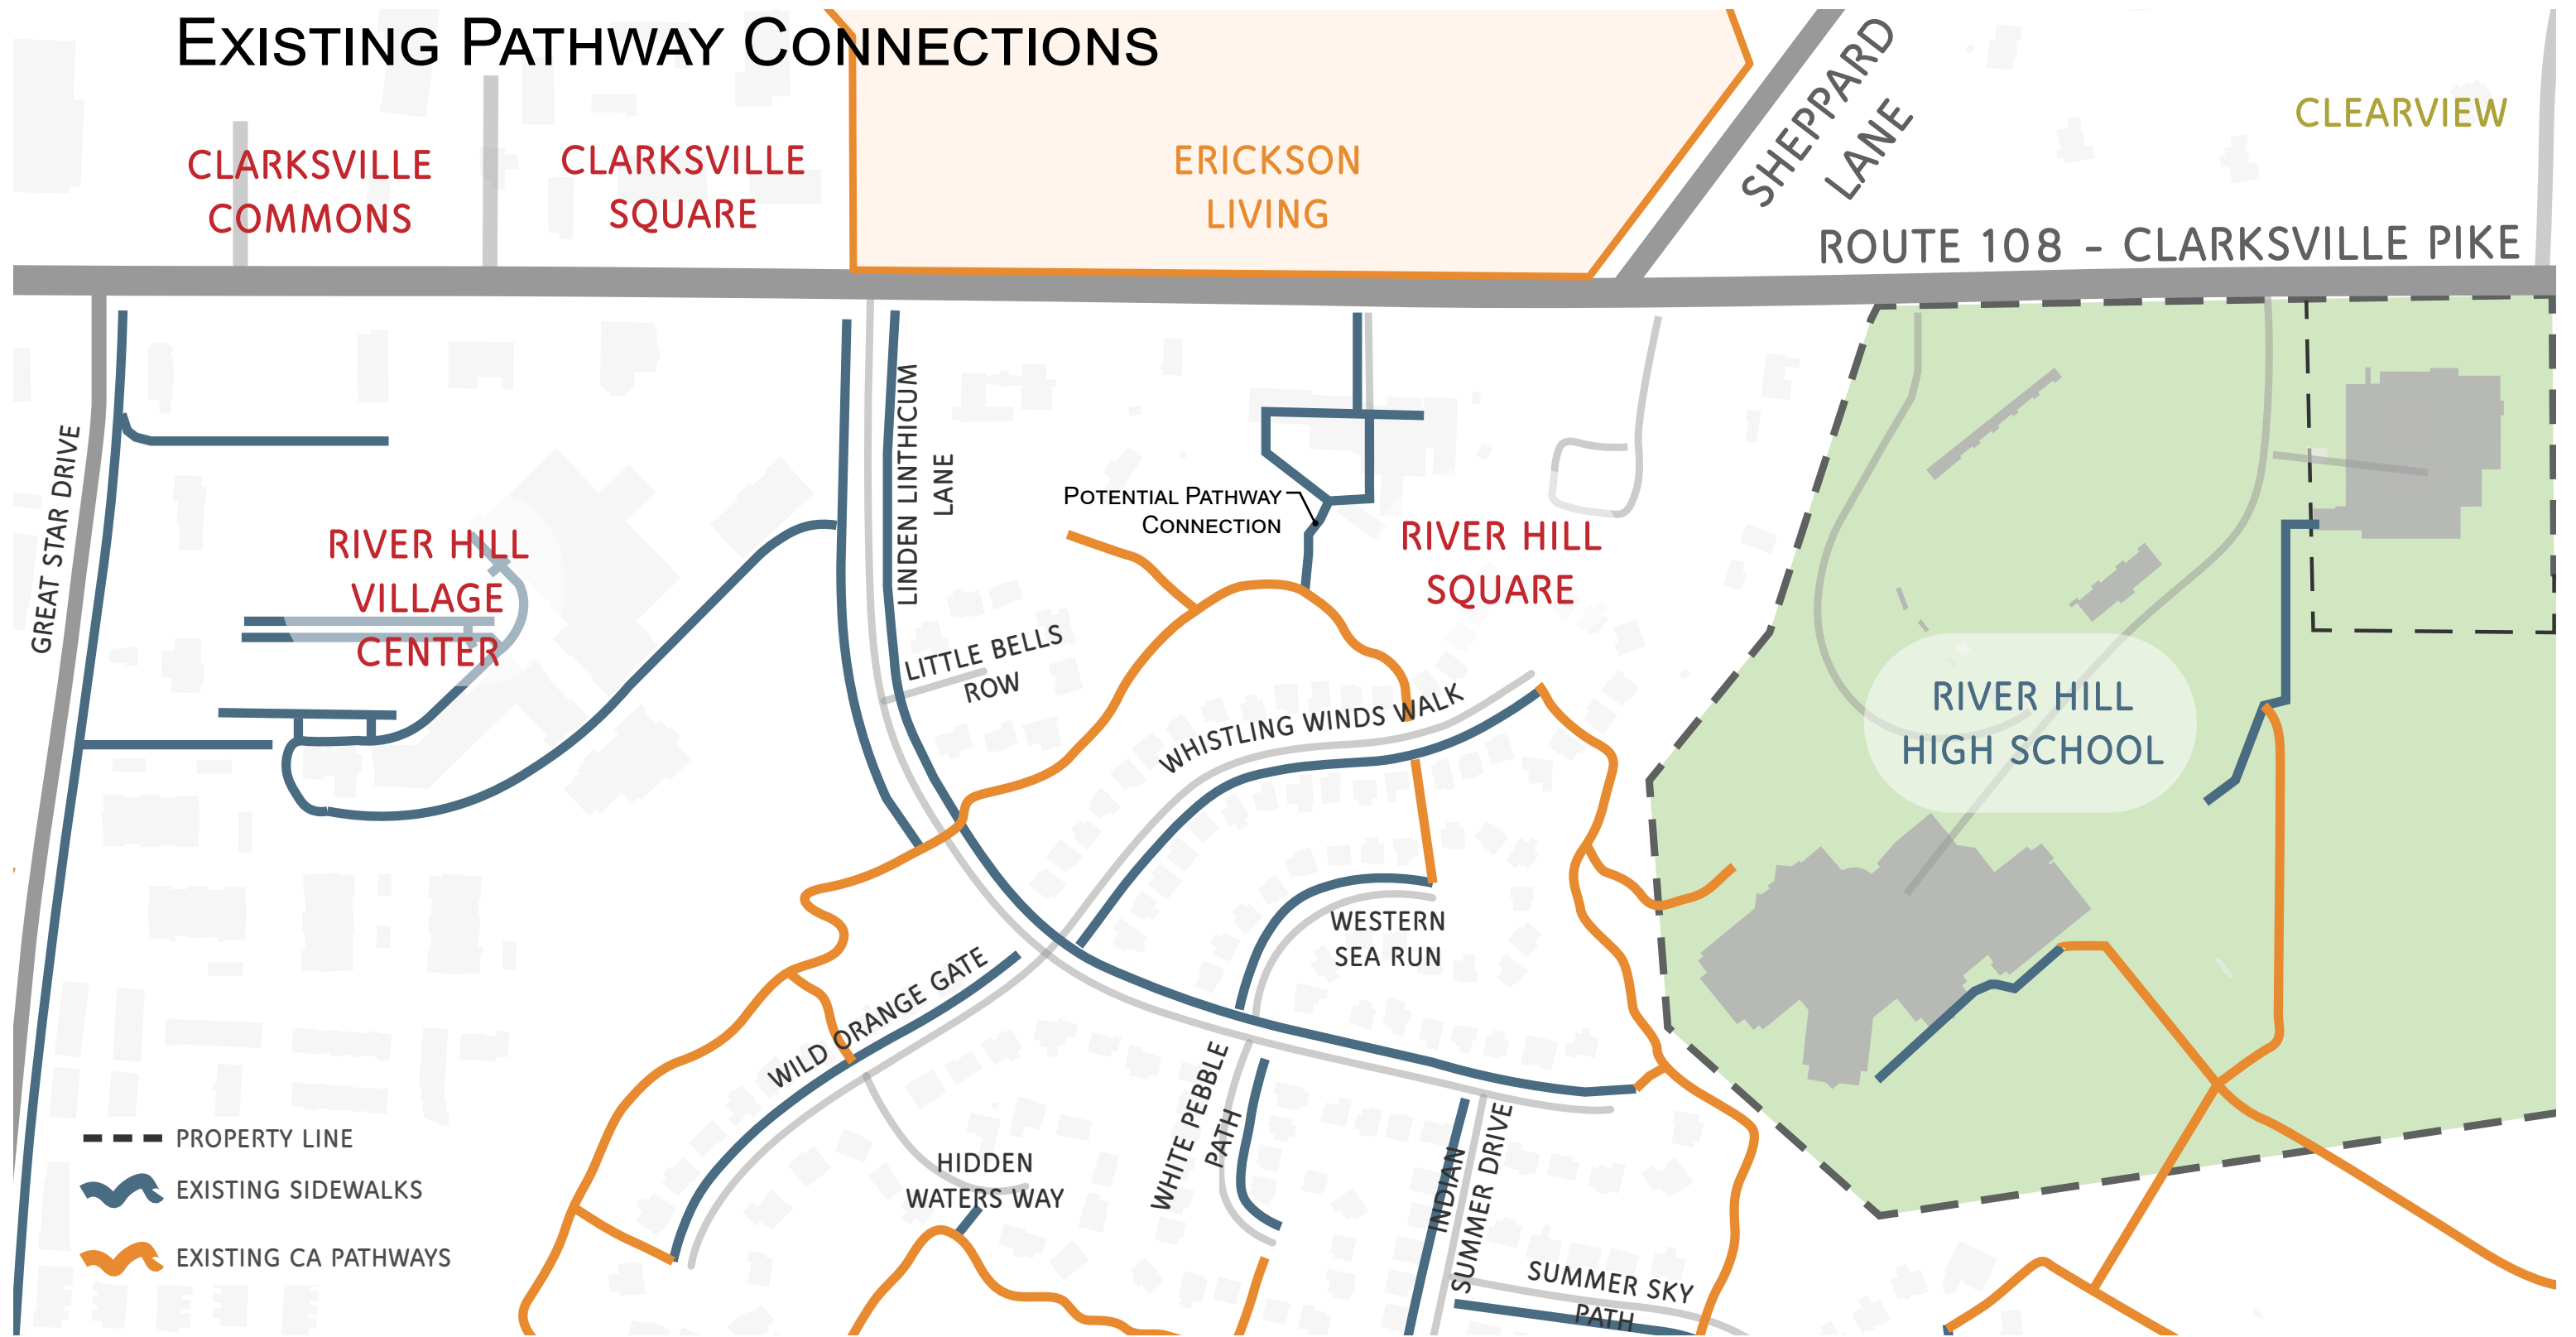 EXISTING PATHWAY CONNECTIONS
CLARKSVILLE
COMMONS
CLARKSVILLE
SQUARE
ERICKSON
LIVING
SHEPPARD
LANE
CLEARVIEW
ROUTE 108 - CLARKSVILLE PIKE
GREAT STAR DRIVE
LINDEN LINTHICUM
LANE
POTENTIAL PATHWAY
CONNECTION
RIVER HILL
VILLAGE
CENTER
RIVER HILL
SQUARE
LITTLE BELLS
ROW
WHISTLING WINDS WALK
RIVER HILL
HIGH SCHOOL
WESTERN
SEA RUN
WILD ORANGE GATE
WHITE PEBBLE
PATH
HIDDEN
WATERS WAY
INDIAN
SUMMER DRIVE
SUMMER SKY
PATH
PROPERTY LINE
EXISTING SIDEWALKS
EXISTING CA PATHWAYS